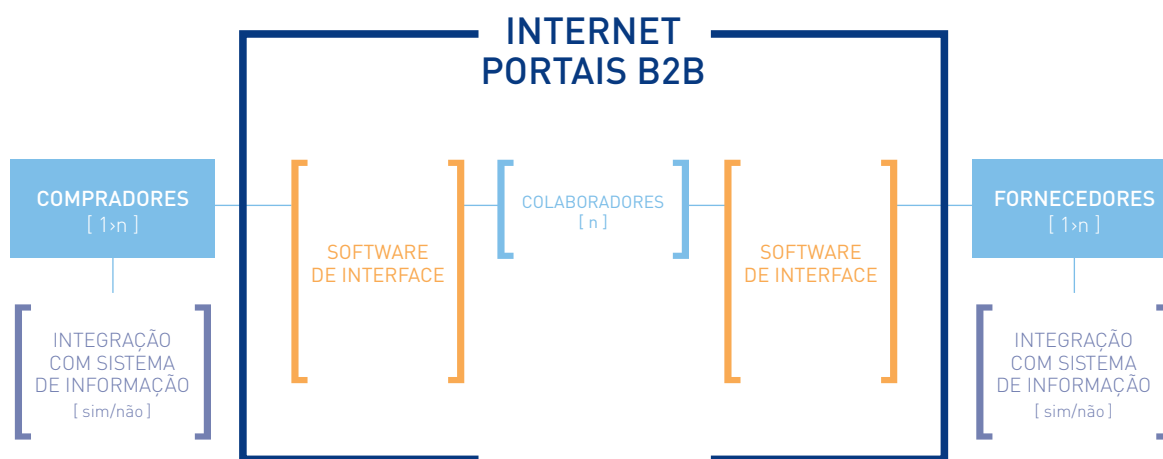 INTERNET
PORTAIS B2B
COMPRADORES
[ 1›n ]
INTEGRAÇÃO
COM SISTEMA
DE INFORMAÇÃO
[ sim/não ]
SOFTWARE
DE INTERFACE
COLABORADORES
[ n ]
SOFTWARE
DE INTERFACE
FORNECEDORES
[ 1›n ]
INTEGRAÇÃO
COM SISTEMA
DE INFORMAÇÃO
[ sim/não ]